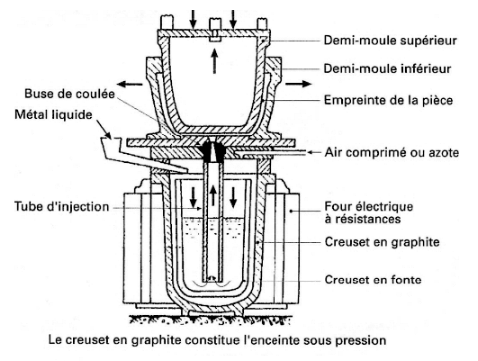 Demi-moule supérieur
Demi-moule inférieur
Buse de coulée
Empreinte de la pièce
Métal liquide
Air comprimé ou azote
Tube d'injection
Four électrique
à résistances
Creuset en graphite
Creuset en fonte
Le creuset en graphite constitue l'enceinte sous pression